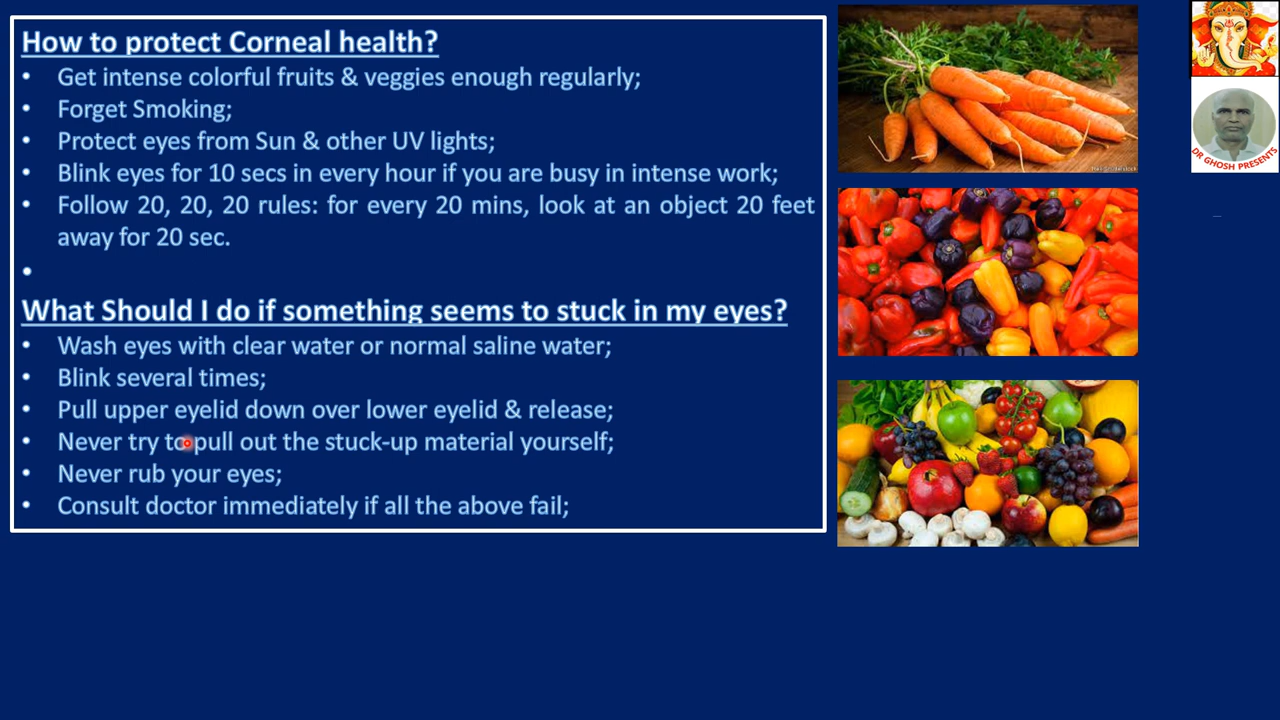 How to protect Corneal health?
• Get intense colorful fruits & veggies enough regularly;
• Forget Smoking;
• Protect eyes from Sun & other UV lights;
• Blink eyes for 10 secs in every hour if you are busy in intense work;
• Follow 20, 20, 20 rules: for every 20 mins, look at an object 20 feet
away for 20 sec.
•
What Should I do if something seems to stuck in my eyes?
• Wash eyes with clear water or normal saline water;
• Blink several times;
• Pull upper eyelid down over lower eyelid & release;
• Never try to pull out the stuck-up material yourself;
• Never rub your eyes;
• Consult doctor immediately if all the above fail;
DR GHOSH PRESENTS